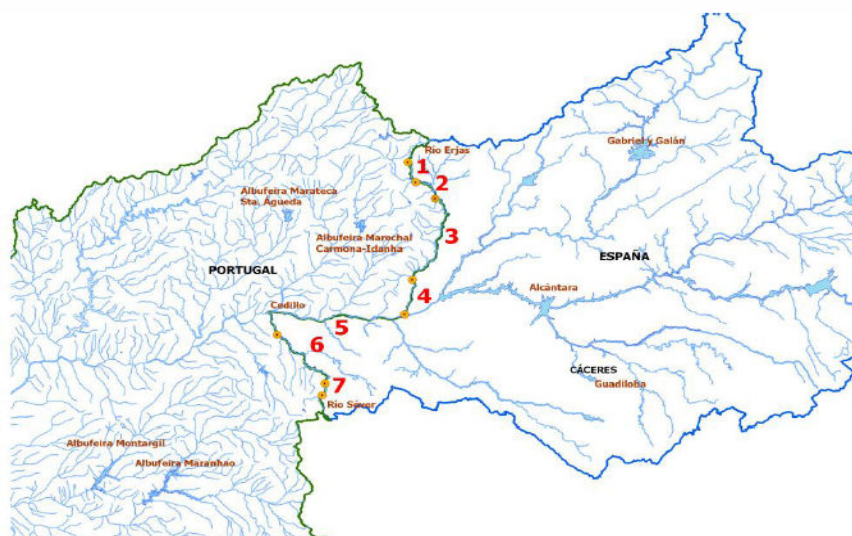 Gabriel y Galán
Río Erjas
1
2
Albufeira Marateca
Sta. Águeda
Albufeira Marechal
Carmona-Idanha
3
ESPAÑA
PORTUGAL
Alcántara
4
Cedillo
5
6
CÁCERES
Guadiloba
7
Río Sever
Albufeira Montargil
Albufeira Maranhao